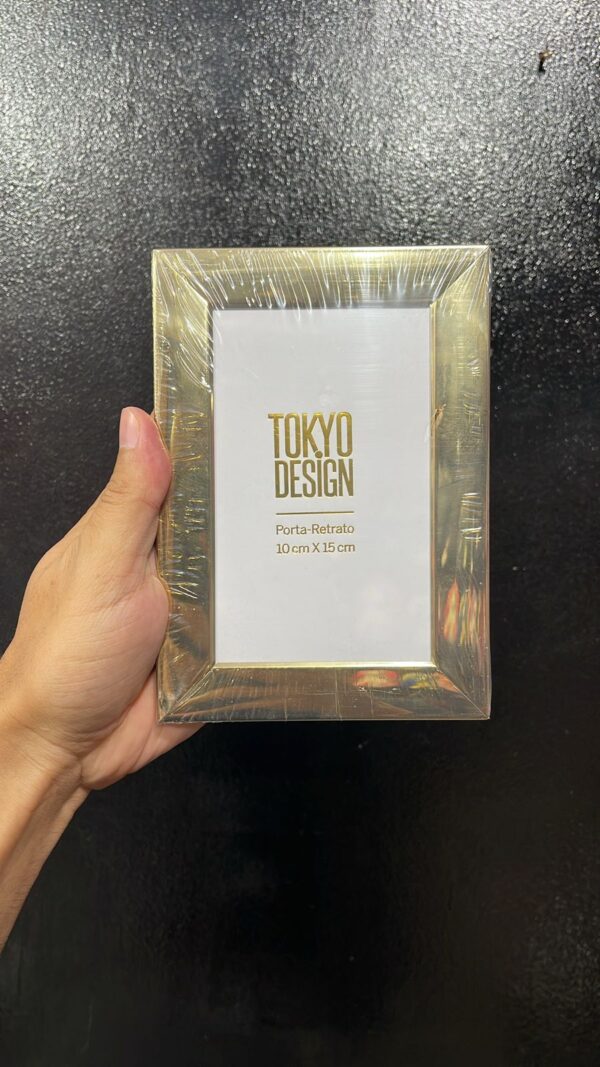 TOKYO
DESIGN
Porta-Retrato
10 cm X 15 cm